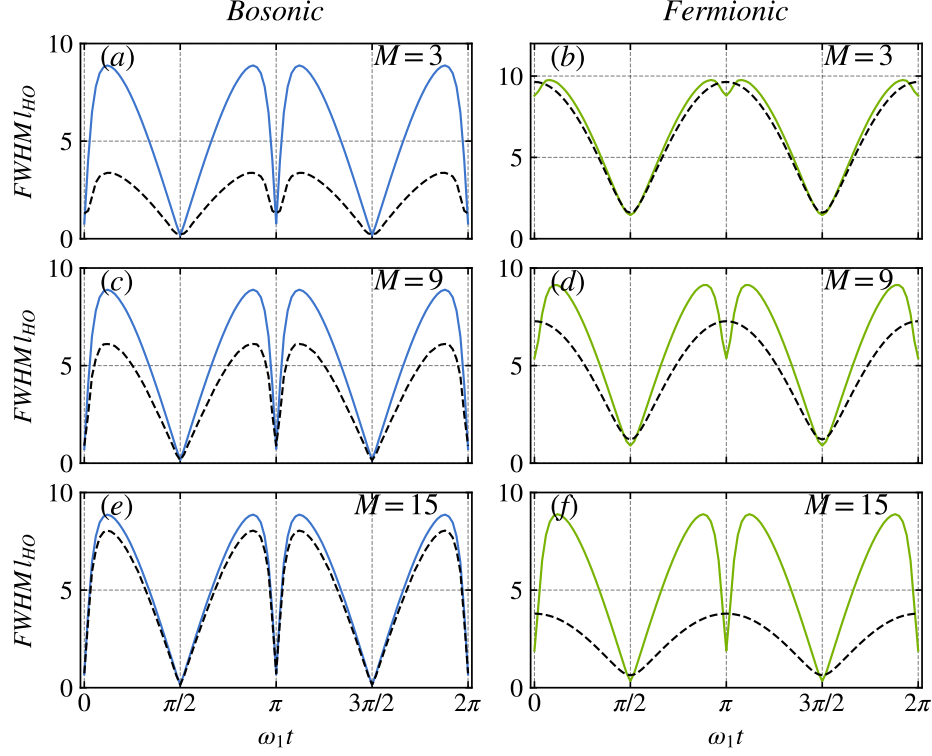 Bosonic Fermionic
(a) M = 3
(b) M = 3
10
5
0
FWHM l_HO
10
5
0
(c) M = 9
(d) M = 9
10
5
0
FWHM l_HO
10
5
0
(e) M = 15
(f) M = 15
10
5
0
FWHM l_HO
10
5
0
0 π/2 π 3π/2 2π
0 π/2 π 3π/2 2π
ω₁t
ω₁t